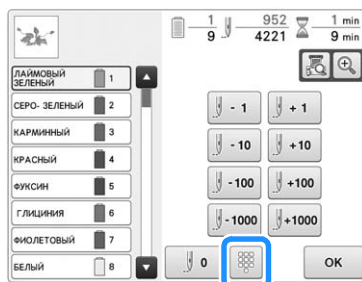 1 952 1 min
9 4221 9 min
ЛАЙМОВЫЙ
ЗЕЛЕНЫЙ 1
СЕРО- ЗЕЛЕНЫЙ 2
КАРМИННЫЙ 3
КРАСНЫЙ 4
ФУКСИН 5
ГЛИЦИНИЯ 6
ФИОЛЕТОВЫЙ 7
БЕЛЫЙ 8
- 1 + 1
- 10 +10
- 100 +100
- 1000 +1000
0 OK